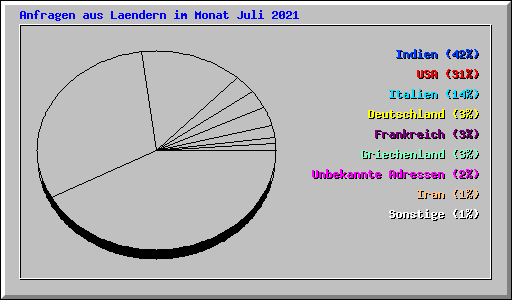 Anfragen aus Laendern im Monat Juli 2021
Indien (42%)
USA (31%)
Italien (14%)
Deutschland (3%)
Frankreich (3%)
Griechenland (3%)
Unbekannte Adressen (2%)
Iran (1%)
Sonstige (1%)